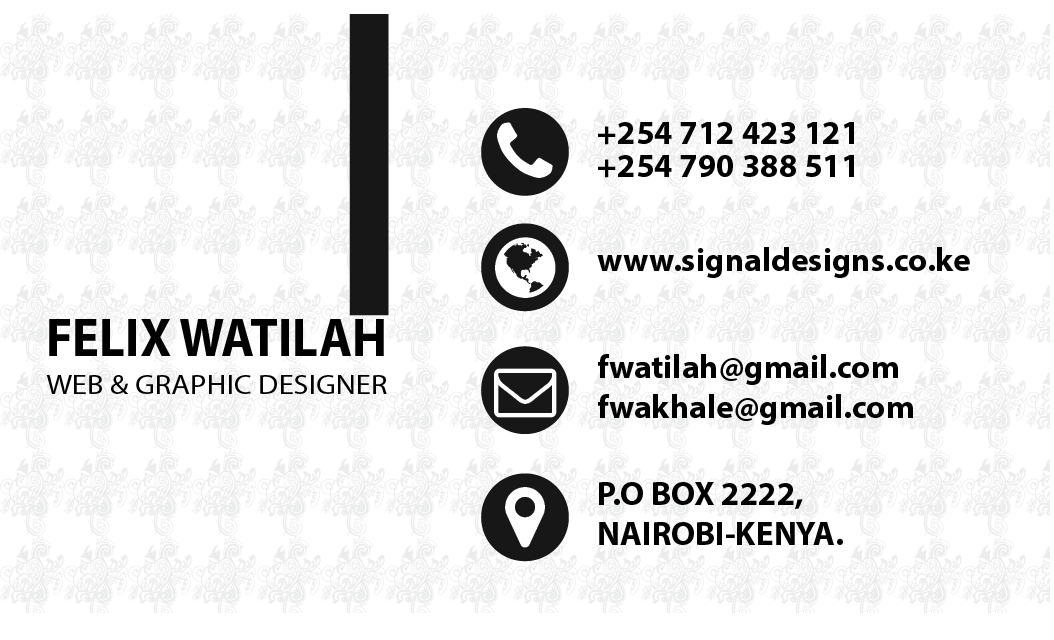 FELIX WATILAH
WEB & GRAPHIC DESIGNER
+254 712 423 121
+254 790 388 511
www.signaldesigns.co.ke
fwatilah@gmail.com
fwakhale@gmail.com
P.O BOX 2222,
NAIROBI-KENYA.